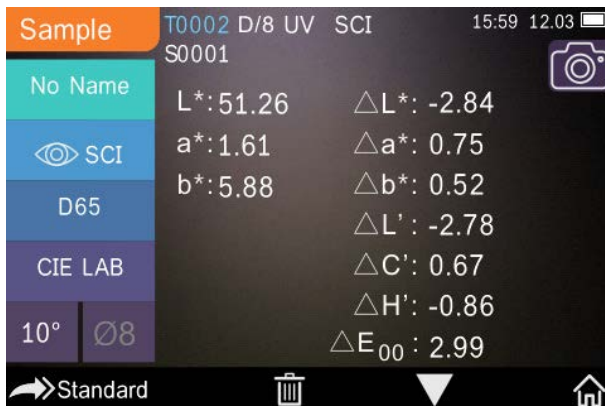 Sample
T0002 D/8 UV SCI 15:59 12.03
S0001
No Name
SCI
D65
CIE LAB
10° Ø8
L*:51.26 △L*: -2.84
a*:1.61 △a*: 0.75
b*:5.88 △b*: 0.52
△L': -2.78
△C': 0.67
△H': -0.86
△E00: 2.99
Standard